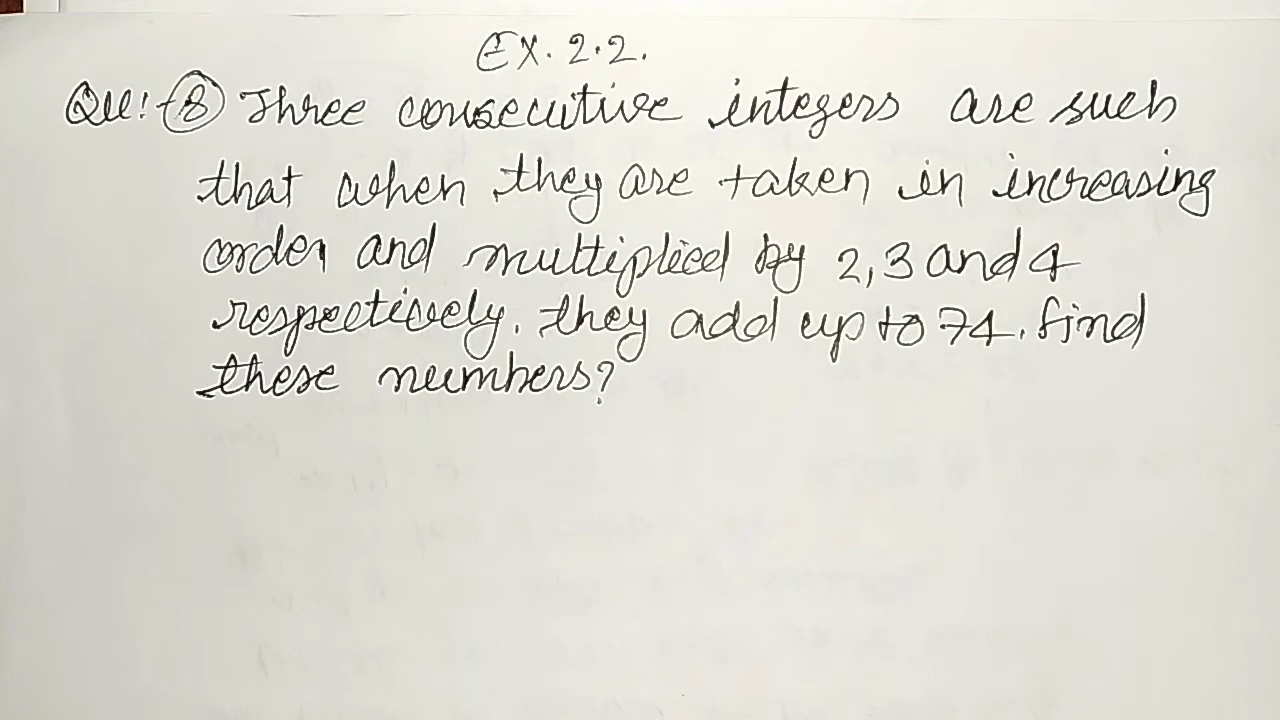 Ex. 2.2.
Qu:- 8 Three consecutive integers are such
that when they are taken in increasing
order and multiplied by 2, 3 and 4
respectively. they add up to 74. find
these numbers?